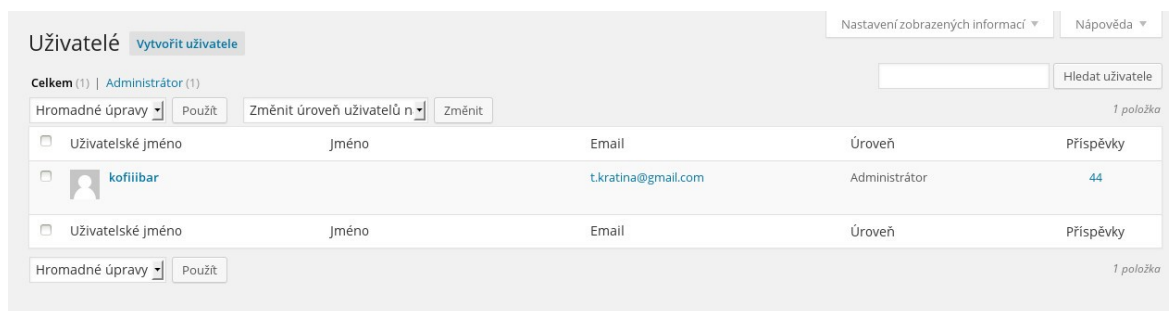 Nastavení zobrazených informací Nápověda
Uživatelé Vytvořit uživatele
Celkem (1) | Administrátor (1) Hledat uživatele
Hromadné úpravy Použít Změnit úroveň uživatelů n Změnit 1 položka
Uživatelské jméno Jméno Email Úroveň Příspěvky
kofiiibar t.kratina@gmail.com Administrátor 44
Uživatelské jméno Jméno Email Úroveň Příspěvky
Hromadné úpravy Použít 1 položka